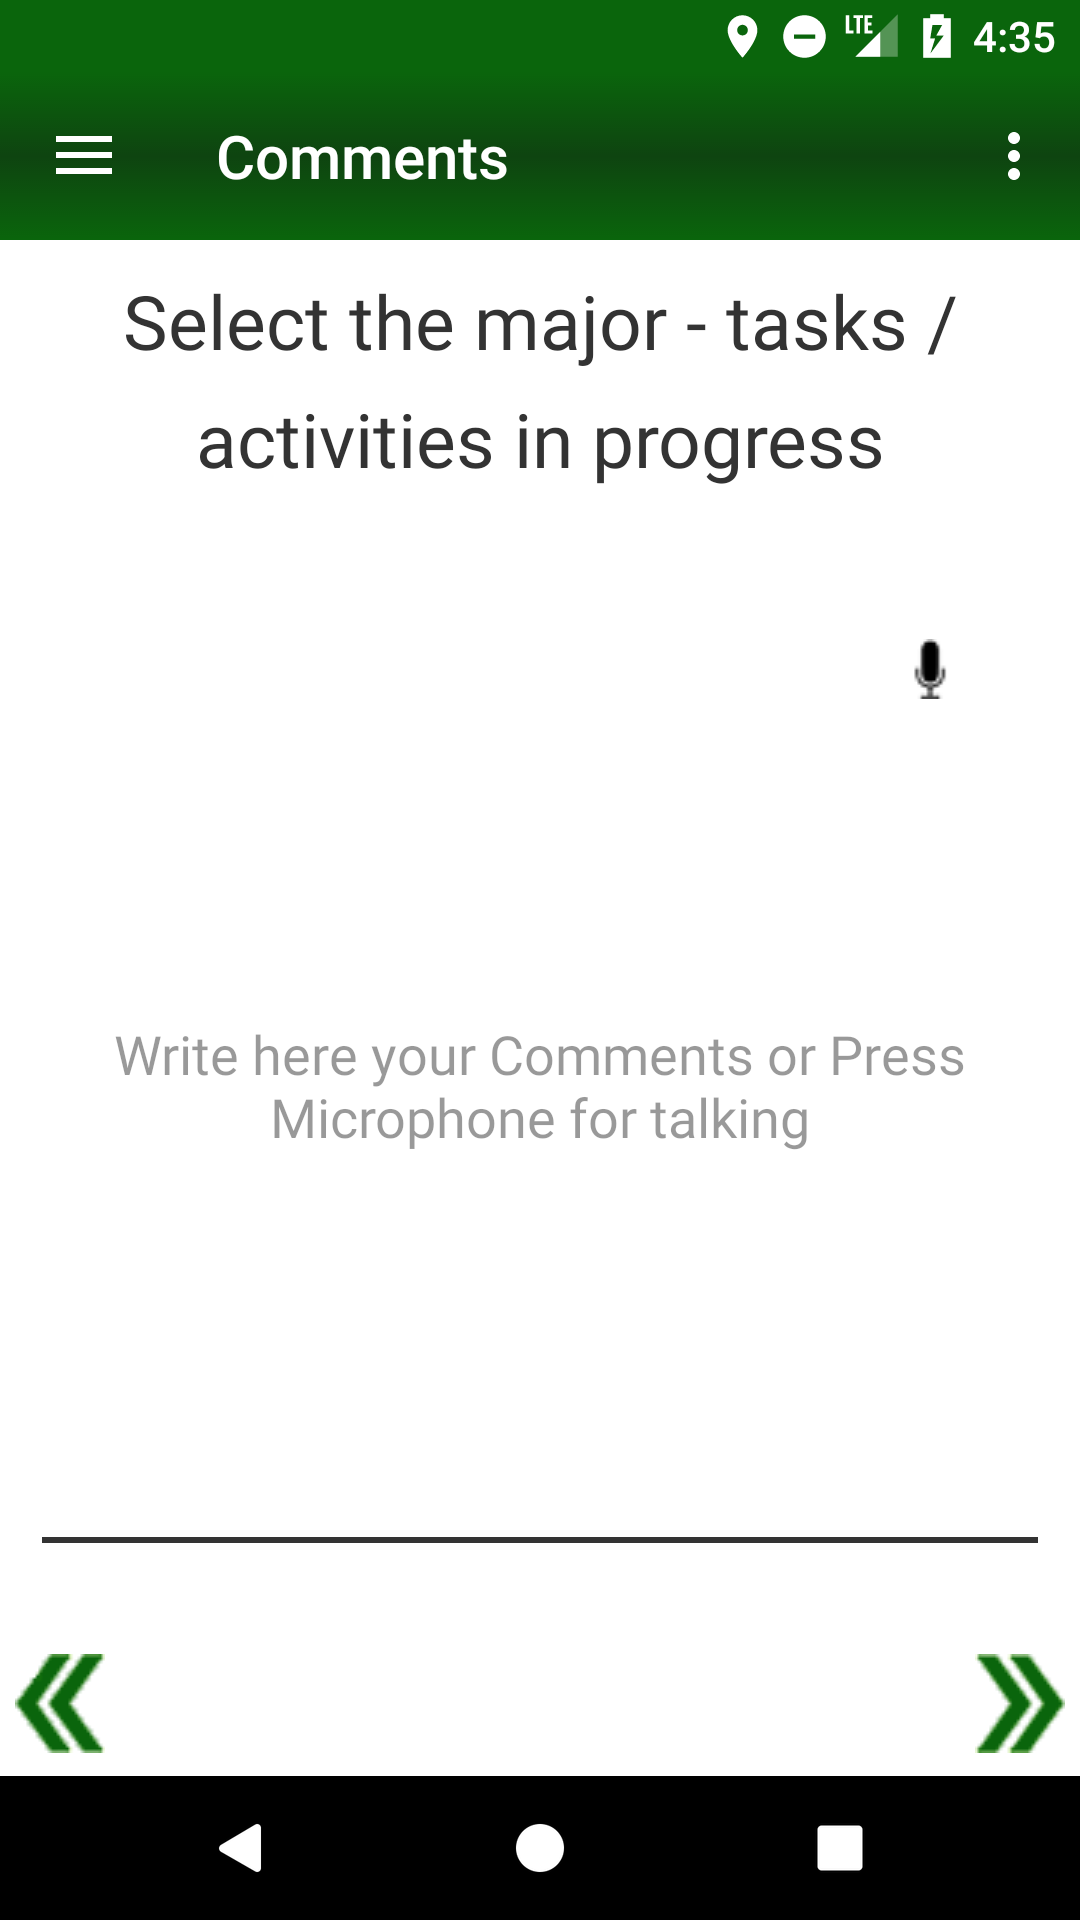 LTE 4:35
Comments
Select the major - tasks /
activities in progress
Write here your Comments or Press
Microphone for talking